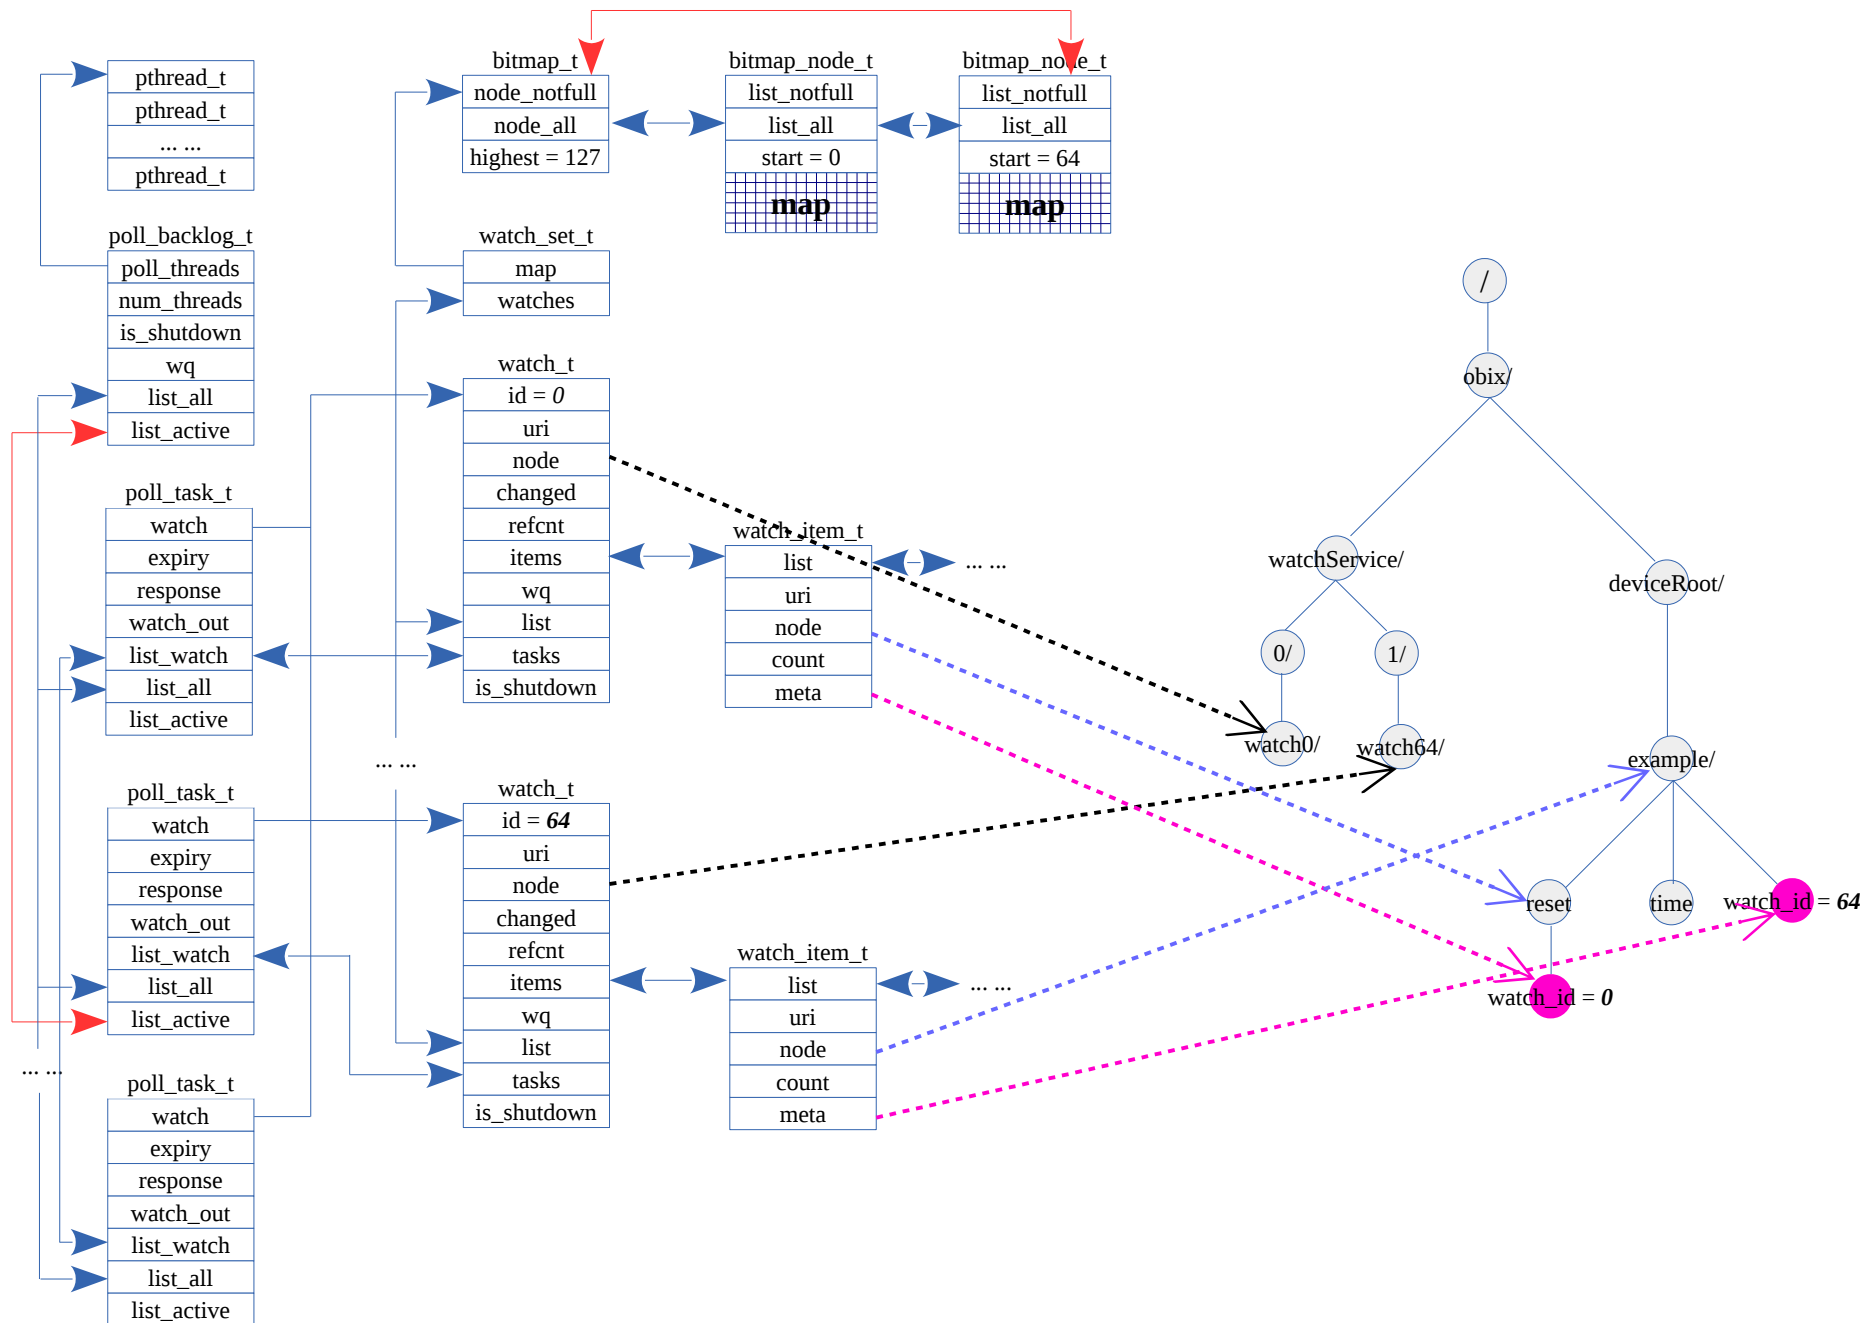 pthread_t
pthread_t
... ...
pthread_t
poll_backlog_t
poll_threads
num_threads
is_shutdown
wq
list_all
list_active
poll_task_t
watch
expiry
response
watch_out
list_watch
list_all
list_active
poll_task_t
watch
expiry
response
watch_out
list_watch
list_all
list_active
... ...
poll_task_t
watch
expiry
response
watch_out
list_watch
list_all
list_active
bitmap_t
node_notfull
node_all
highest = 127
bitmap_node_t
list_notfull
list_all
start = 0
map
bitmap_node_t
list_notfull
list_all
start = 64
map
watch_set_t
map
watches
watch_t
id = 0
uri
node
changed
refcnt
items
wq
list
tasks
is_shutdown
... ...
watch_item_t
list
uri
node
count
meta
... ...
watch_t
id = 64
uri
node
changed
refcnt
items
wq
list
tasks
is_shutdown
watch_item_t
list
uri
node
count
meta
... ...
/
obix/
watchService/
deviceRoot/
0/
1/
watch0/
watch64/
example/
reset
time
watch_id = 64
watch_id = 0